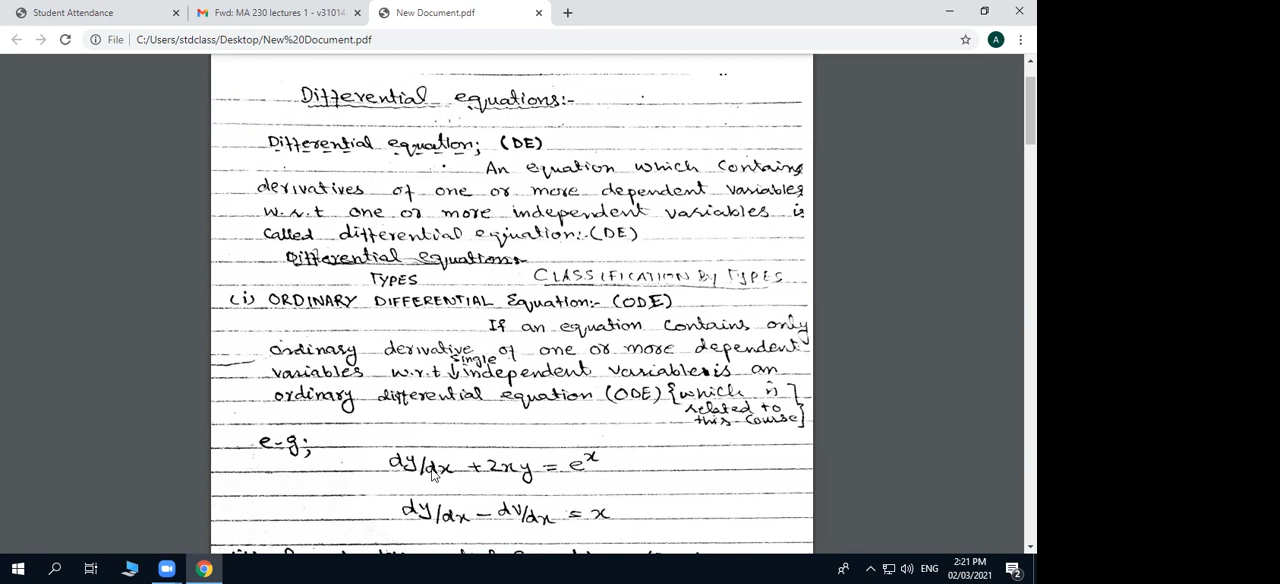 Student Attendance
Fwd: MA 230 lectures 1 - v31014
New Document.pdf
File
C:/Users/stdclass/Desktop/New%20Document.pdf
A
Differential equations:-
Differential equation; (DE)
An equation which contains
derivatives of one or more dependent variables
w.r.t one or more independent variables is
called differential equation:-(DE)
Differential equations
TYPES CLASSIFICATION BY TYPES
(i) ORDINARY DIFFERENTIAL Equation:- (ODE)
If an equation contains only
ordinary derivative of one or more dependent
single
variables w.r.t independent variable is an
ordinary differential equation (ODE) {which is
related to
this course}
e-g;
dy/dx + 2xy = e^x
dy/dx - dv/dx = x
ENG
2:21 PM
02/03/2021
2